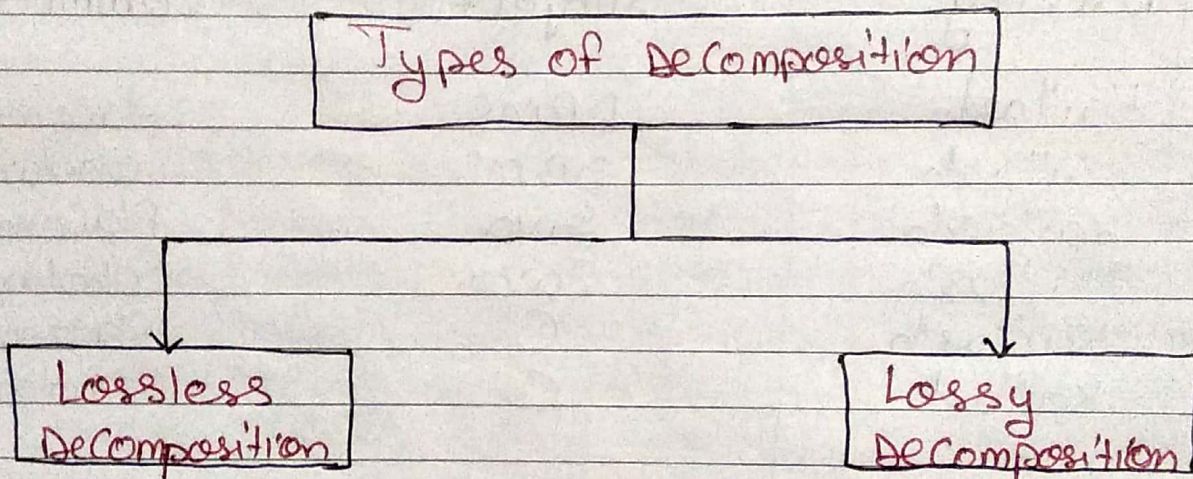 Types of Decomposition
Lossless
Decomposition
Lossy
Decomposition